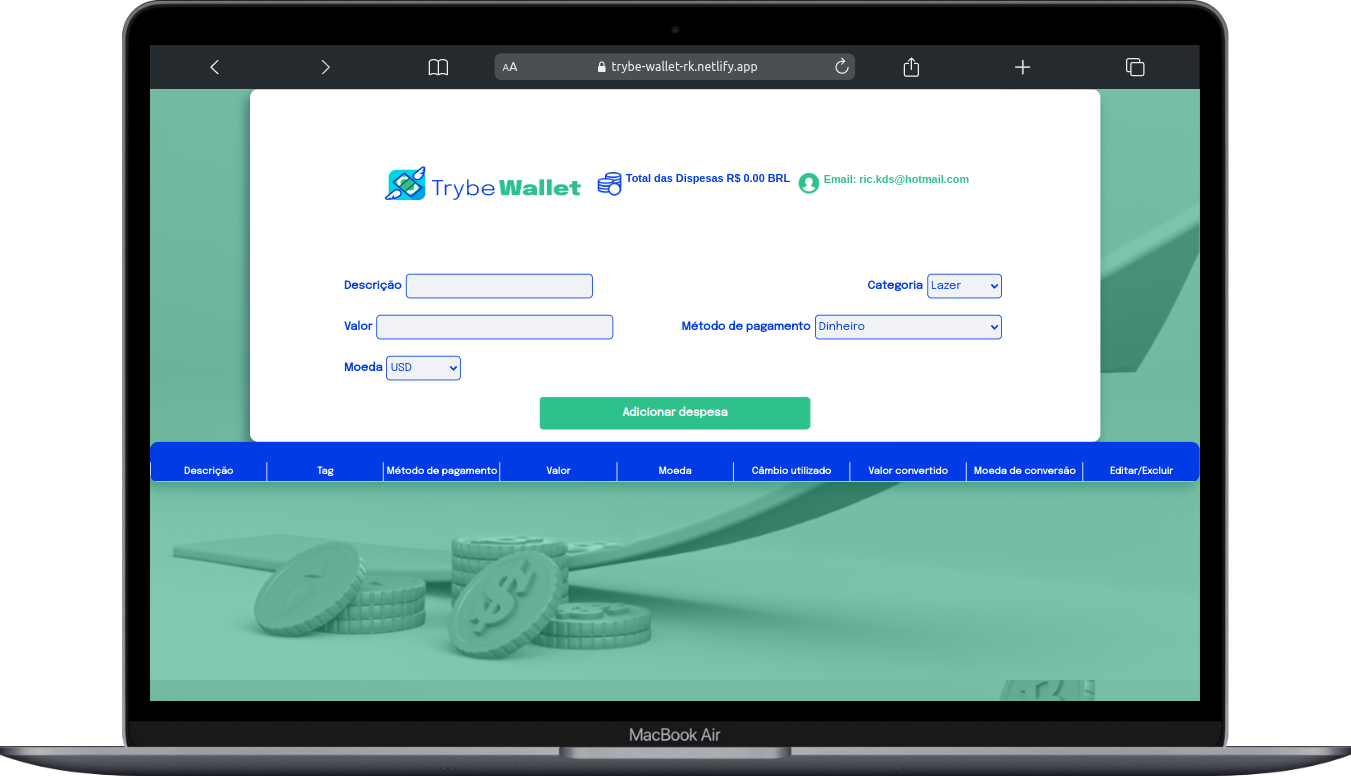 AA trybe-wallet-rk.netlify.app
Trybe Wallet Total das Dispesas R$ 0.00 BRL Email: ric.kds@hotmail.com
Descrição Categoria Lazer
Valor Método de pagamento Dinheiro
Moeda USD
Adicionar despesa
Descrição Tag Método de pagamento Valor Moeda Câmbio utilizado Valor convertido Moeda de conversão Editar/Excluir
MacBook Air